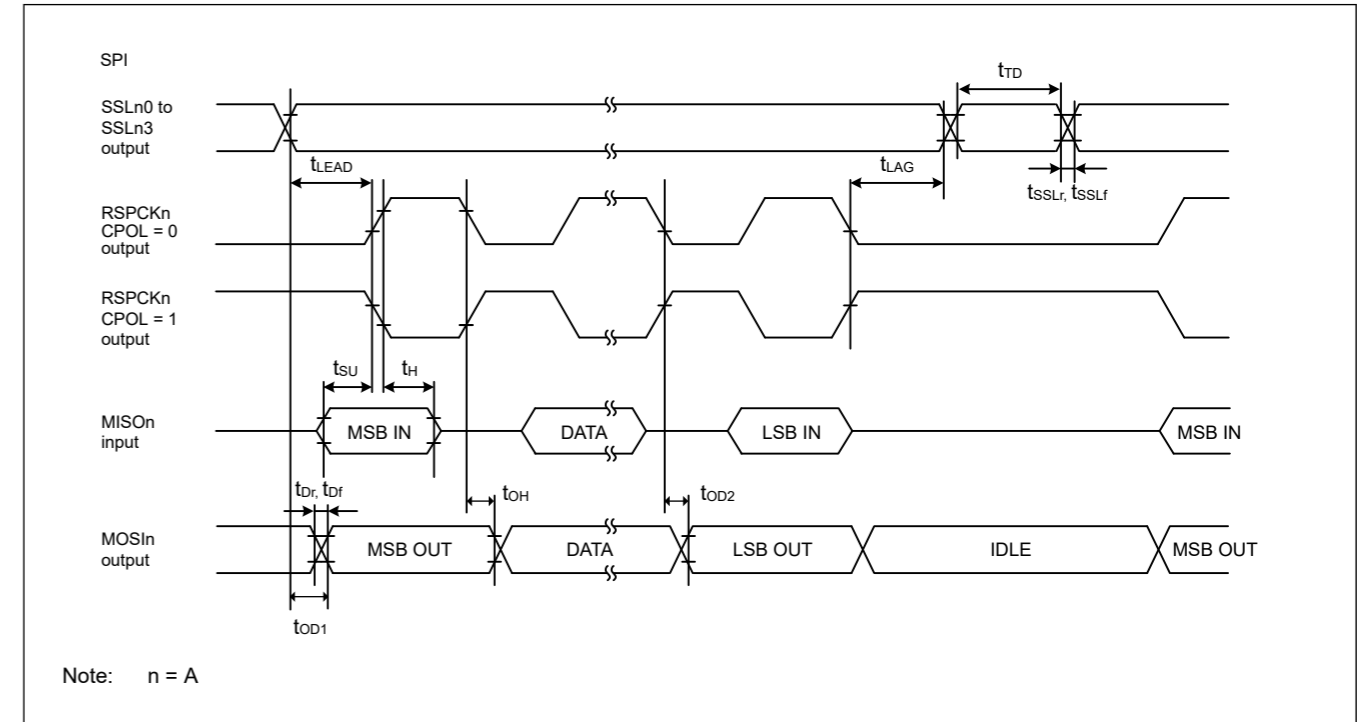 SPI
tTD
SSLn0 to
SSLn3
output
tLEAD
tLAG
tSSLr, tSSLf
RSPCKn
CPOL = 0
output
RSPCKn
CPOL = 1
output
tSU
tH
MISOn
input
MSB IN
DATA
LSB IN
MSB IN
tDr, tDf
tOH
tOD2
MOSIn
output
MSB OUT
DATA
LSB OUT
IDLE
MSB OUT
tOD1
Note: n = A